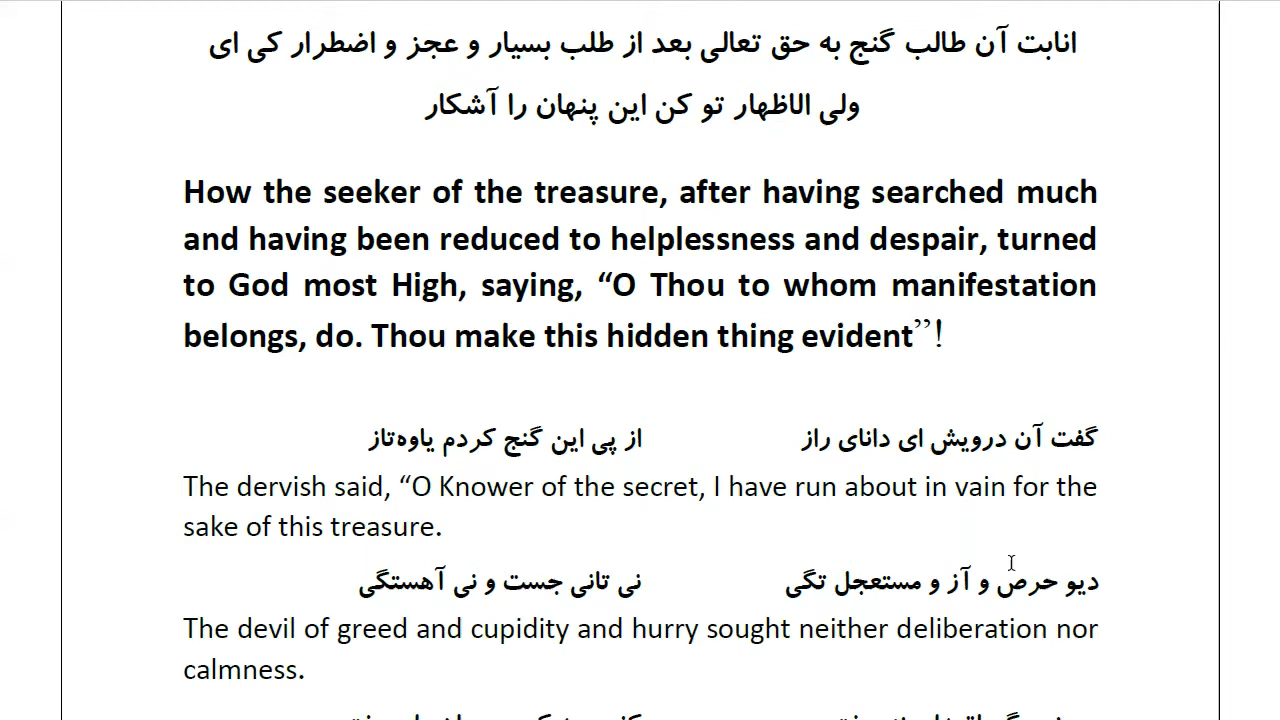 انابت آن طالب گنج به حق تعالی بعد از طلب بسیار و عجز و اضطرار کی ای
ولی الاظهار تو کن این پنهان را آشکار
How the seeker of the treasure, after having searched much
and having been reduced to helplessness and despair, turned
to God most High, saying, “O Thou to whom manifestation
belongs, do. Thou make this hidden thing evident”!
گفت آن درویش ای دانای راز از پی این گنج کردم یاوه‌تاز
The dervish said, “O Knower of the secret, I have run about in vain for the
sake of this treasure.
دیو حرص و آز و مستعجل تگی نی تانی جست و نی آهستگی
The devil of greed and cupidity and hurry sought neither deliberation nor
calmness.